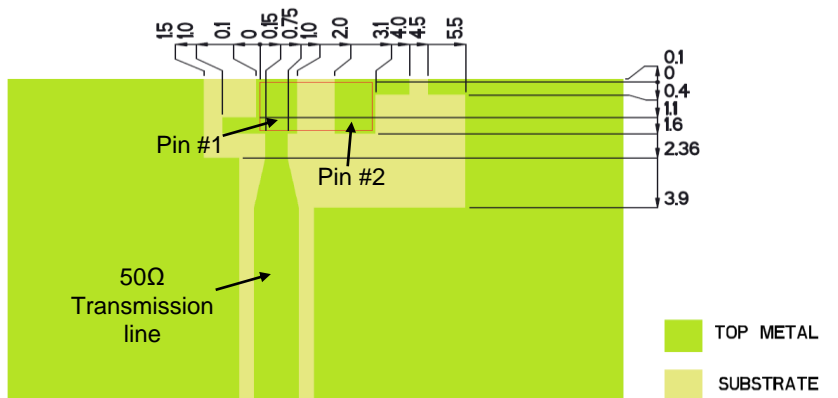 1.5
1.0
0.1
0
0.15
0.75
1.0
2.0
3.1
4.0
4.5
5.5
0.1
0
0.4
1.1
1.6
2.36
3.9
Pin #1
Pin #2
50Ω
Transmission
line
TOP METAL
SUBSTRATE